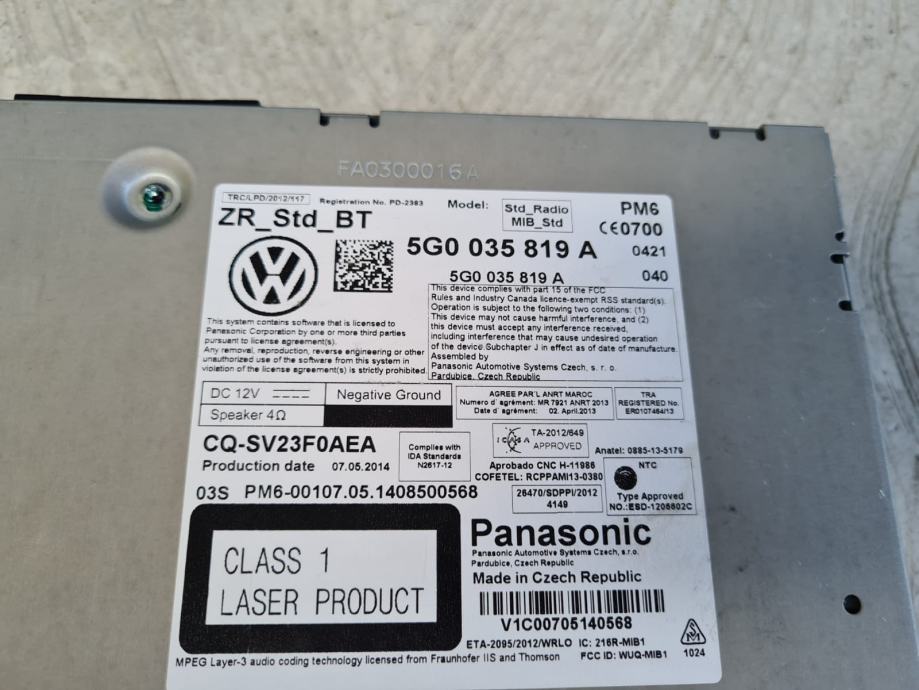 FA0300016A
TRC/LPD/2012/117 Registration No. PD-2383 Model: Std_Radio MIB_Std PM6
ZR_Std_BT
CE0700
5G0 035 819 A 0421
5G0 035 819 A 040
This device complies with part 15 of the FCC
Rules and Industry Canada licence-exempt RSS standard(s).
Operation is subject to the following two conditions: (1)
This device may not cause harmful interference, and (2)
this device must accept any interference received,
including interference that may cause undesired operation
of the device.Subchapter J in effect as of date of manufacture.
Assembled by
Panasonic Automotive Systems Czech, s. r. o.
Pardubice, Czech Republic
This system contains software that is licensed to
Panasonic Corporation by one or more third parties
pursuant to license agreement(s).
Any removal, reproduction, reverse engineering or other
unauthorized use of the software from this system in
violation of the license agreement(s) is strictly prohibited.
DC 12V
Negative Ground
Speaker 4Ω
AGREE PAR'L ANRT MAROC
Numero d' agrément: MR 7921 ANRT 2013
Date d' agrément: 02. April.2013
TRA
REGISTERED No.
ER0107464/13
CQ-SV23F0AEA
Production date 07.05.2014
Complies with
IDA Standards
N2617-12
ICASA
TA-2012/649
APPROVED
Anatel: 0885-13-5179
Aprobado CNC H-11986
COFETEL: RCPPAMI13-0380
NTC
Type Approved
NO.:ESD-1206602C
03S PM6-00107.05.1408500568
26470/SDPPI/2012
4149
CLASS 1
LASER PRODUCT
Panasonic
Panasonic Automotive Systems Czech, s.r.o.
Pardubice, Czech Republic
Made in Czech Republic
V1C00705140568
ETA-2095/2012/WRLO IC: 216R-MIB1
MPEG Layer-3 audio coding technology licensed from Fraunhofer IIS and Thomson FCC ID: WUQ-MIB1
1024